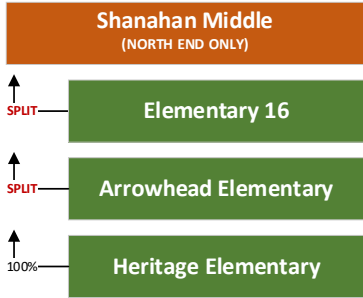 Shanahan Middle
(NORTH END ONLY)
SPLIT
Elementary 16
SPLIT
Arrowhead Elementary
100%
Heritage Elementary